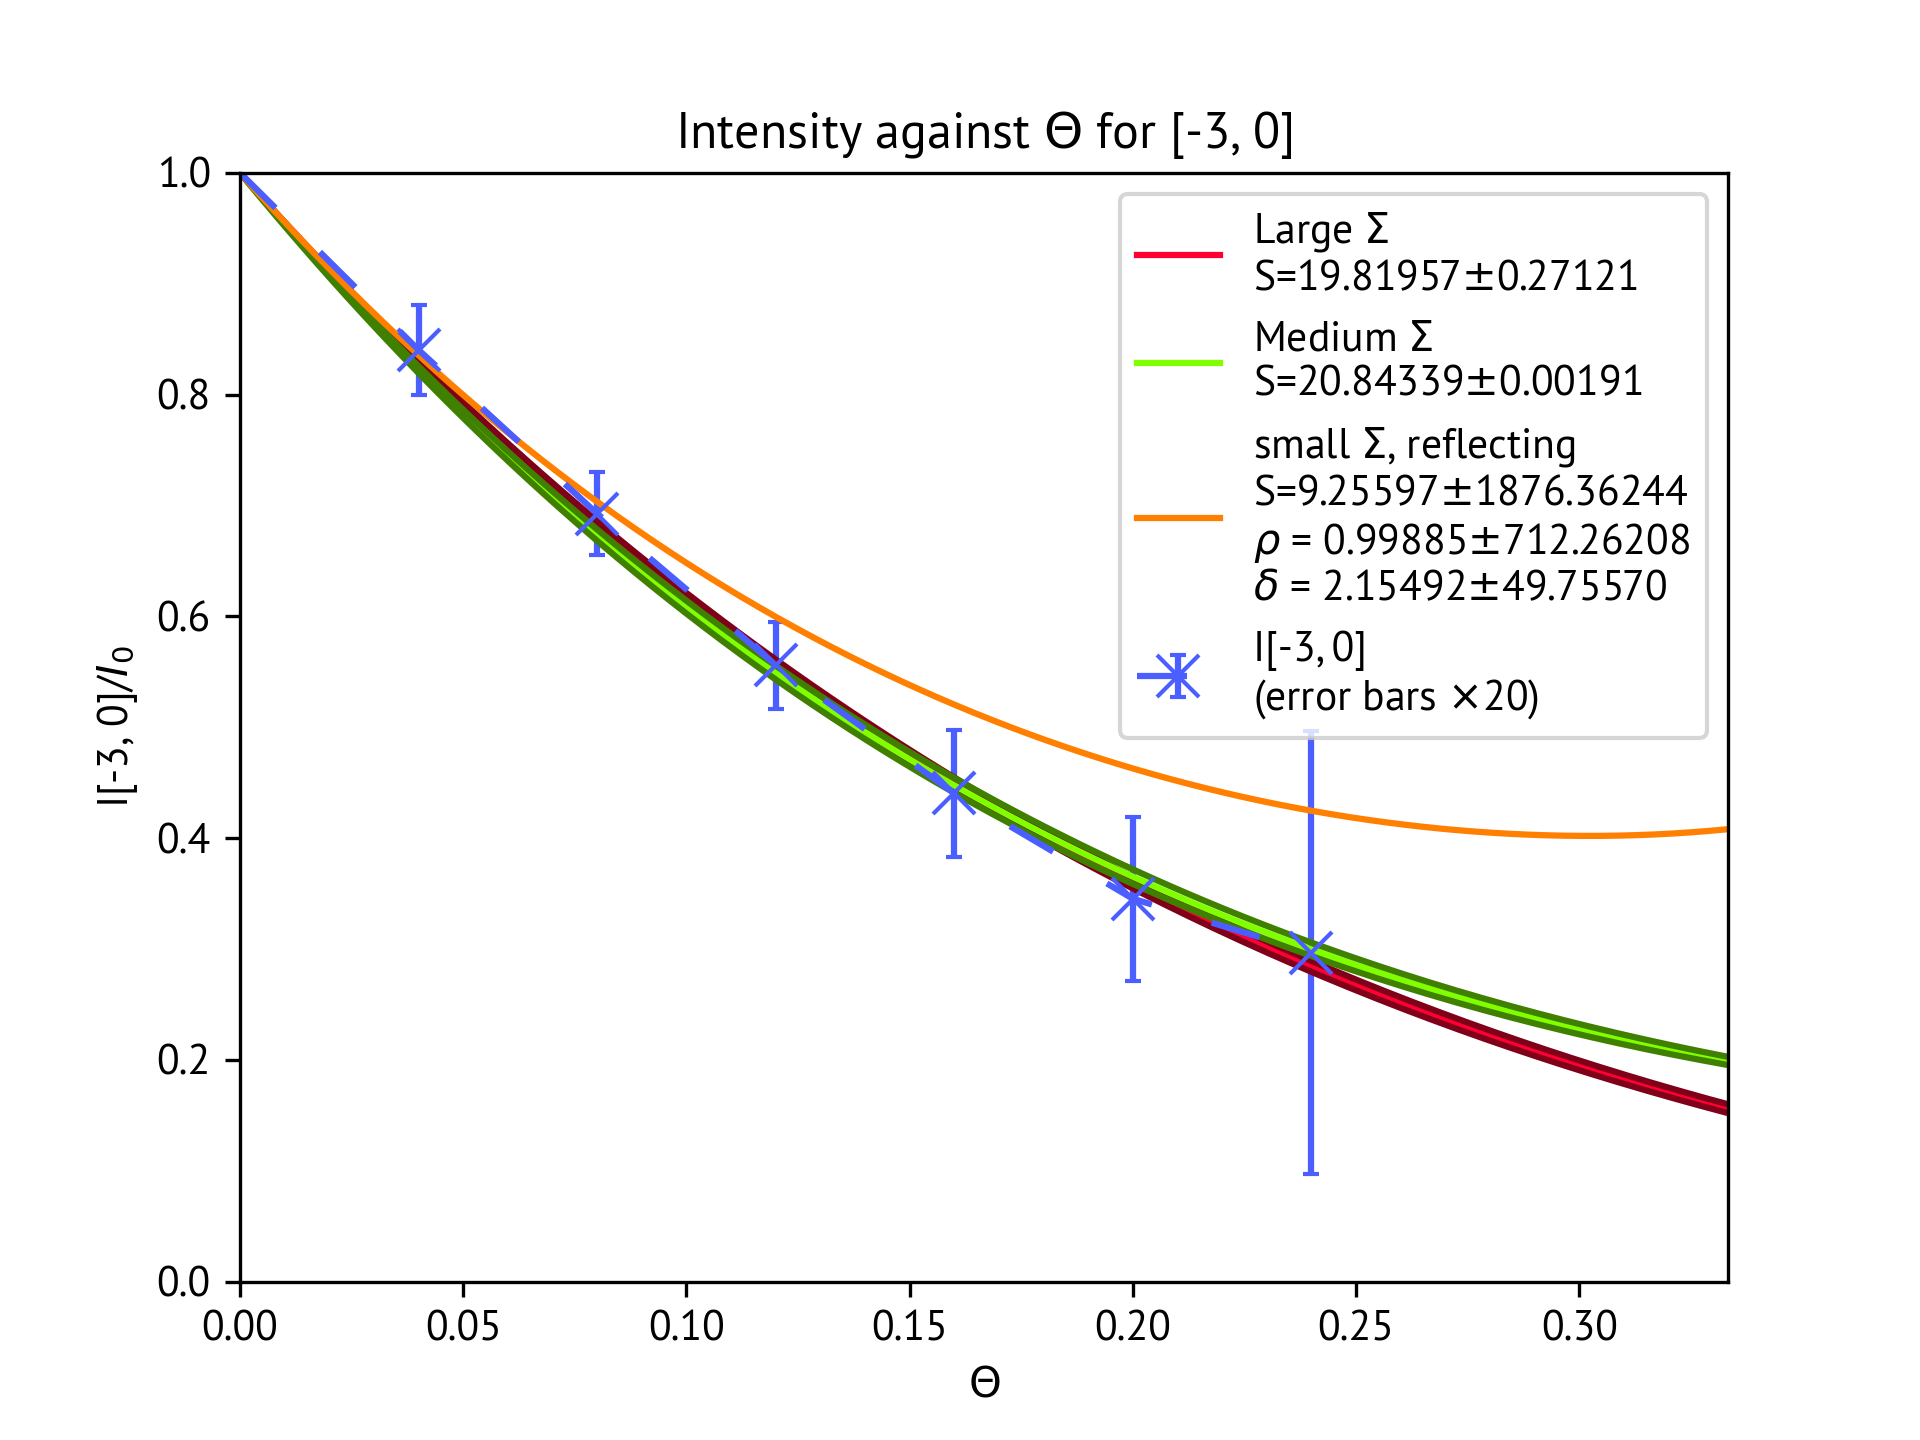 Intensity against Θ for [-3, 0]
1.0
0.8
0.6
0.4
0.2
0.0
I[-3, 0]/I₀
0.00
0.05
0.10
0.15
0.20
0.25
0.30
Θ
Large Σ
S=19.81957±0.27121
Medium Σ
S=20.84339±0.00191
small Σ, reflecting
S=9.25597±1876.36244
ρ = 0.99885±712.26208
δ = 2.15492±49.75570
I[-3, 0]
(error bars ×20)